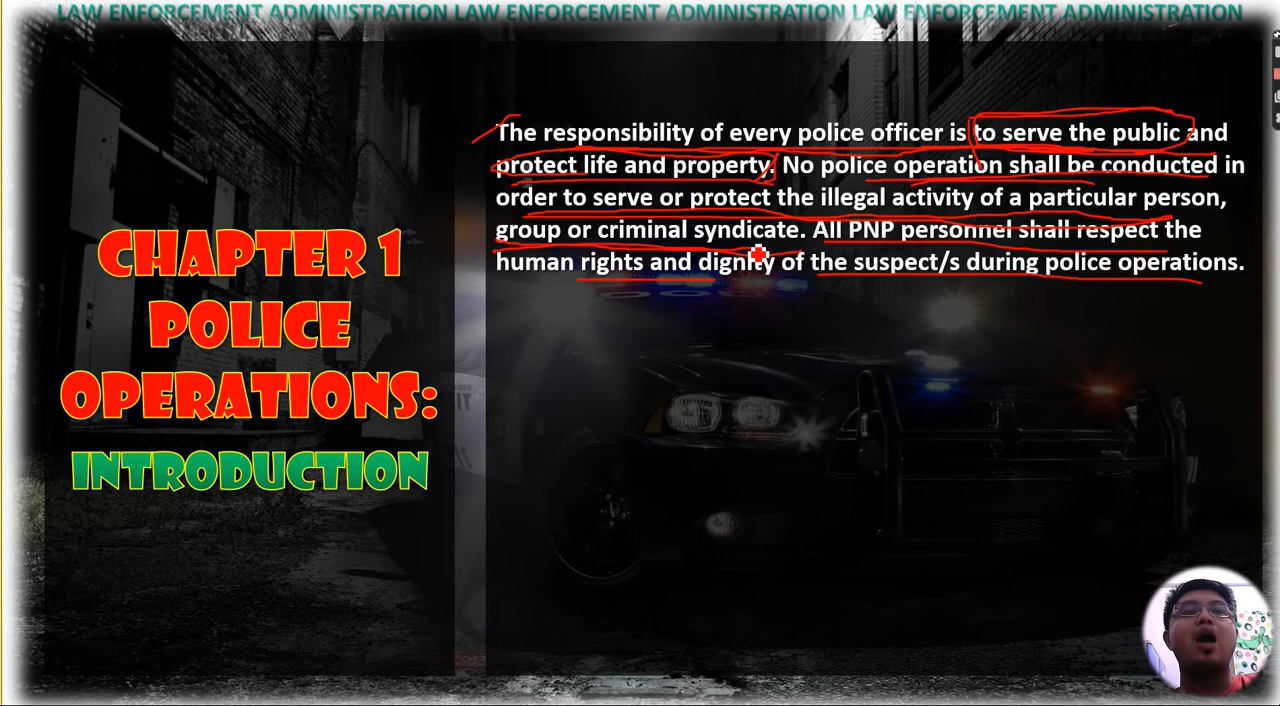 LAW ENFORCEMENT ADMINISTRATION LAW ENFORCEMENT ADMINISTRATION LAW ENFORCEMENT ADMINISTRATION
The responsibility of every police officer is to serve the public and
protect life and property. No police operation shall be conducted in
order to serve or protect the illegal activity of a particular person,
group or criminal syndicate. All PNP personnel shall respect the
human rights and dignity of the suspect/s during police operations.
CHAPTER 1
POLICE
OPERATIONS:
INTRODUCTION